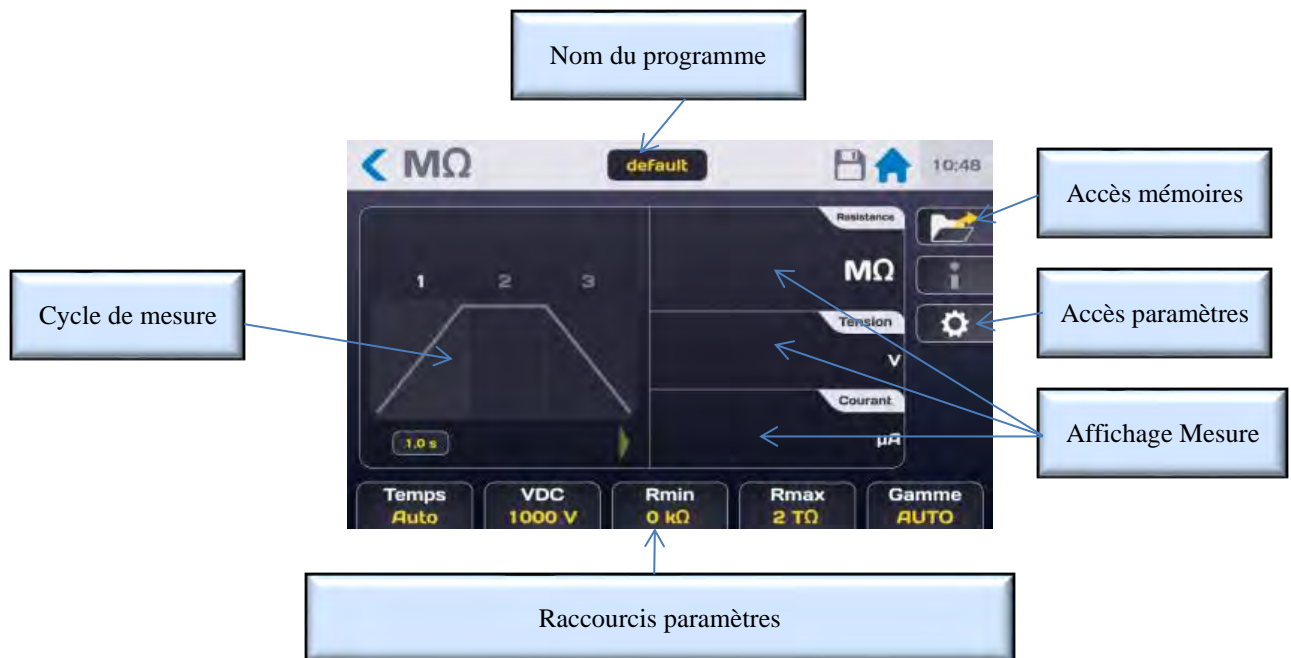 Nom du programme
MΩ
default
10:48
Accès mémoires
Resistance
MΩ
1 2 3
Cycle de mesure
Accès paramètres
Tension
V
Courant
µA
Affichage Mesure
1.0 s
Temps
Auto
VDC
1000 V
Rmin
0 kΩ
Rmax
2 TΩ
Gamme
AUTO
Raccourcis paramètres